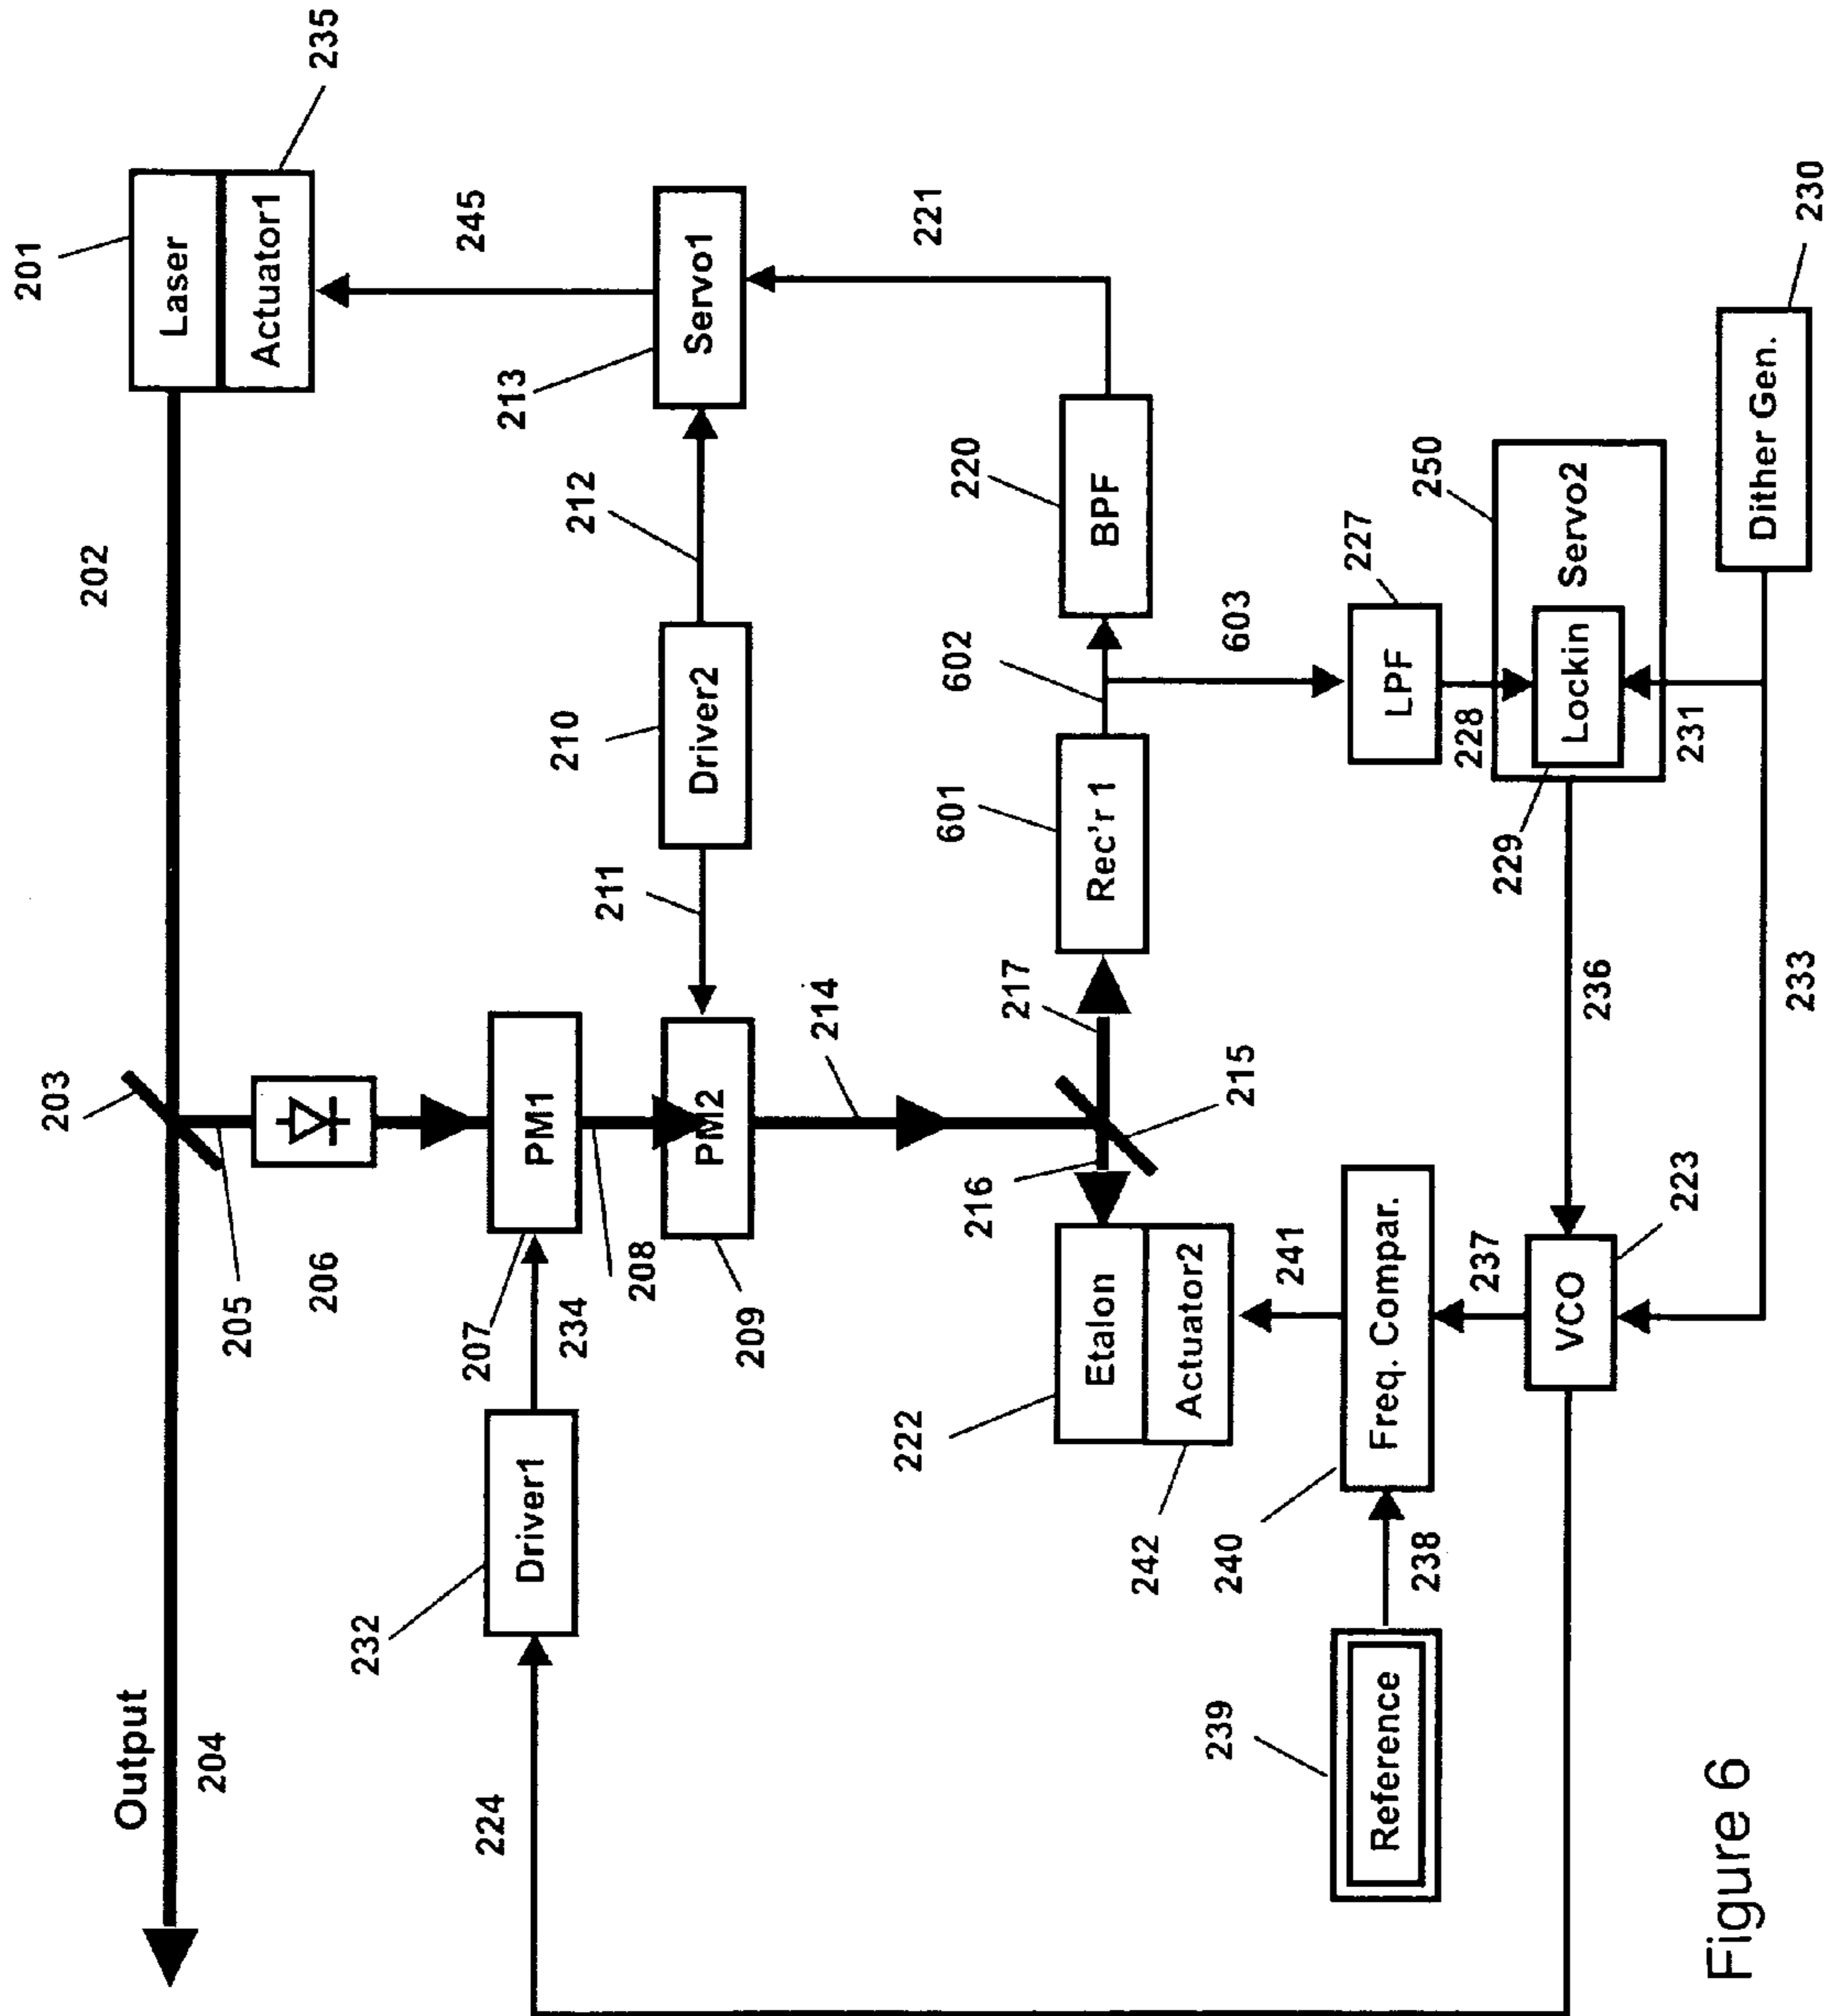 201
235
Output
204
202
Laser
Actuator1
203
205
206
245
232
Driver1
234
207
PM1
208
PM2
209
211
210
Driver2
212
213
Servo1
221
224
214
222
Etalon
Actuator2
242
216
217
215
601
Rec'r 1
602
603
220
BPF
241
239
Reference
238
240
Freq. Compar.
237
227
LPF
228
250
Servo2
Lockin
229
231
236
223
VCO
233
Dither Gen.
230
Figure 6